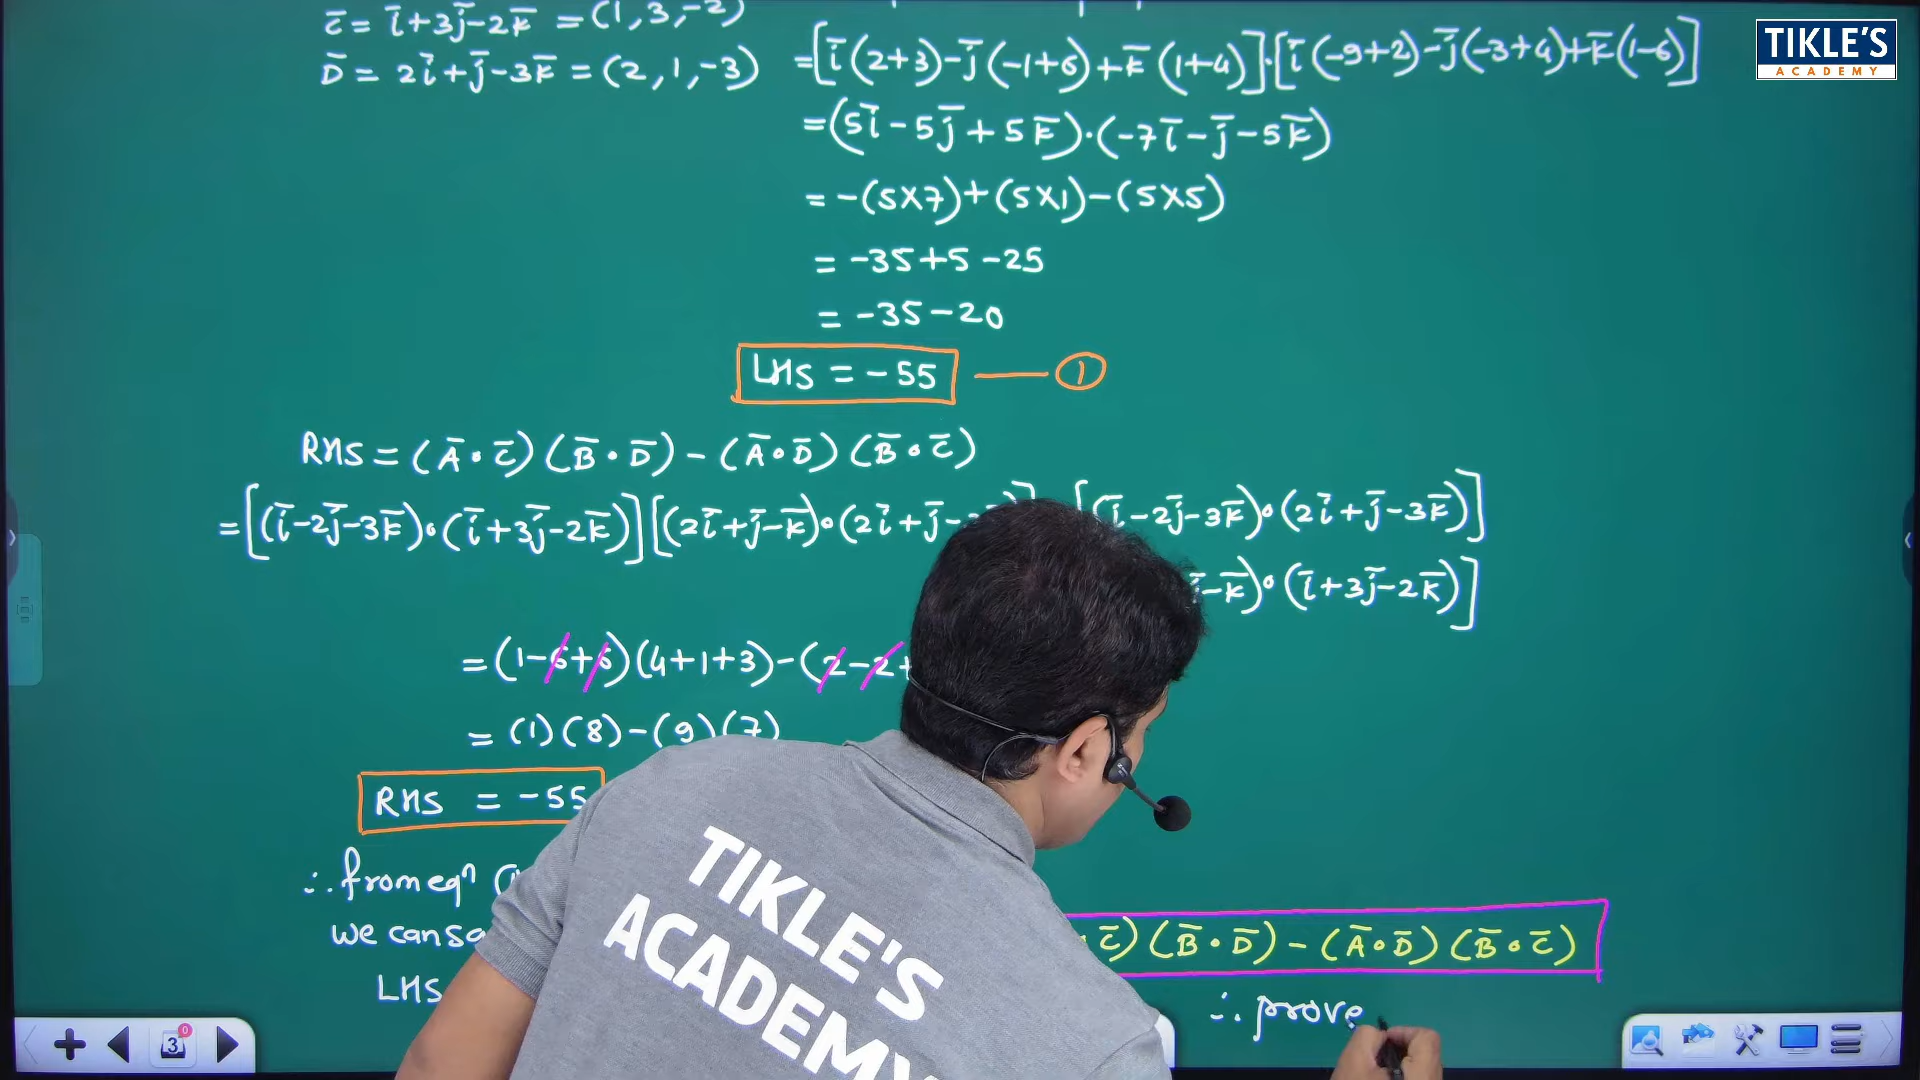 c̄ = ī+3j̄-2k̄ = (1,3,-2)
D̄ = 2ī+j̄-3k̄ = (2,1,-3)
=[ī(2+3)-j̄(-1+6)+k̄(1+4)]·[ī(-9+2)-j̄(-3+4)+k̄(1-6)]
=(5ī-5j̄+5k̄)·(-7ī-j̄-5k̄)
= -(5×7)+(5×1)-(5×5)
= -35+5-25
= -35-20
LHS = -55 —— ①
RHS = (Ā·c̄)(B̄·D̄)-(Ā·D̄)(B̄·c̄)
=[(ī-2j̄-3k̄)·(ī+3j̄-2k̄)][(2ī+j̄-k̄)·(2ī+j̄- [(ī-2j̄-3k̄)·(2ī+j̄-3k̄)]
-k̄)·(ī+3j̄-2k̄)]
=(1-6+6)(4+1+3)-(2-2+
= (1)(8)-(9)(7)
RHS = -55
∴ from eqⁿ (1
we can sa
c̄)(B̄·D̄)-(Ā·D̄)(B̄·c̄)
LHS
∴ prove
TIKLE'S
ACADEMY
TIKLE'S
ACADEMY
3
0